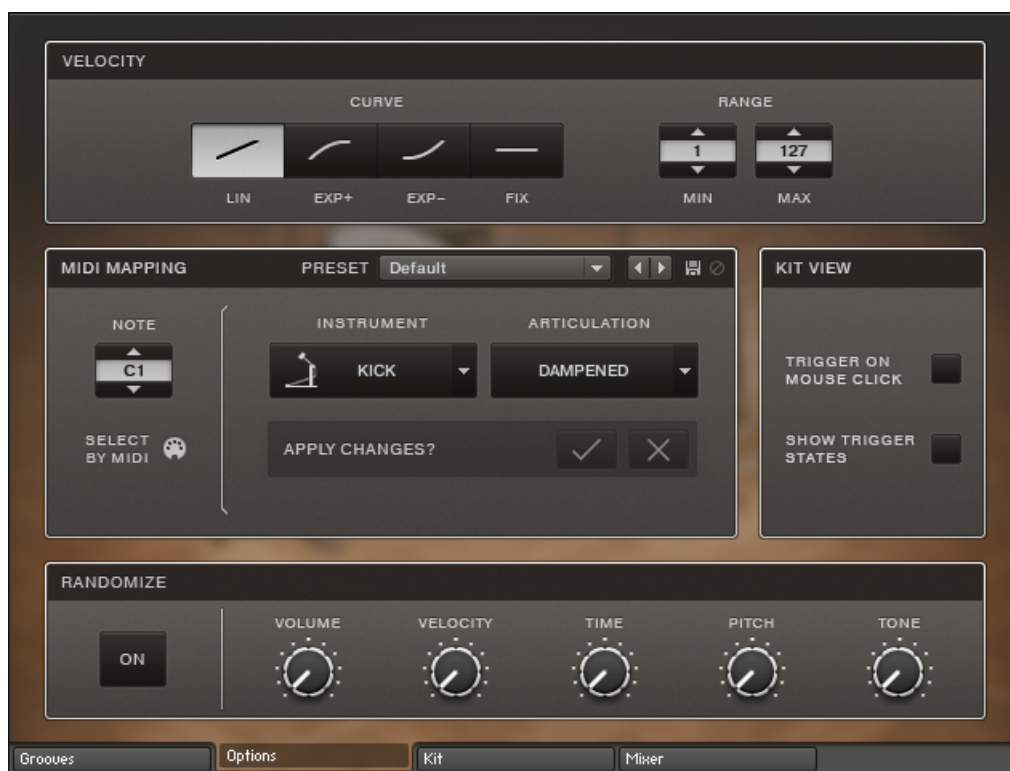 VELOCITY
CURVE
RANGE
1
127
LIN
EXP+
EXP-
FIX
MIN
MAX
MIDI MAPPING
PRESET
Default
NOTE
C1
SELECT
BY MIDI
INSTRUMENT
ARTICULATION
KICK
DAMPENED
APPLY CHANGES?
KIT VIEW
TRIGGER ON
MOUSE CLICK
SHOW TRIGGER
STATES
RANDOMIZE
ON
VOLUME
VELOCITY
TIME
PITCH
TONE
Grooves
Options
Kit
Mixer